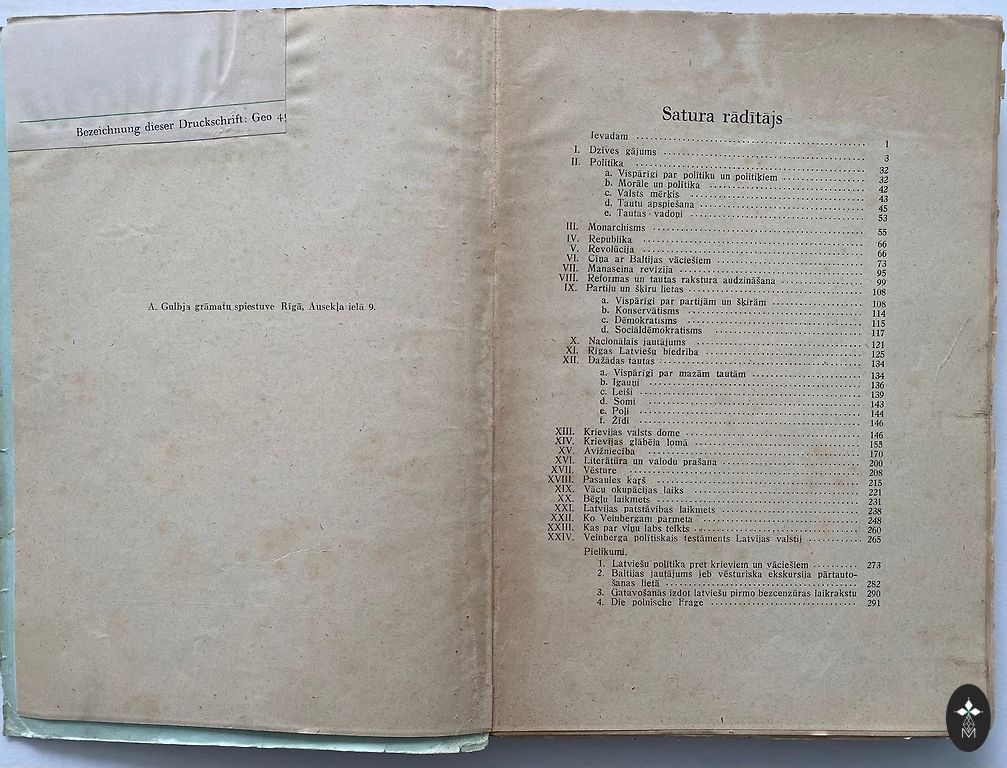 Bezeichnung dieser Druckschrift: Geo
A. Gulbja grāmatu spiestuve Rīgā, Ausekļa ielā 9.
Satura rādītājs
Ievadam 1
I. Dzīves gājums 3
II. Politika 32
a. Vispārīgi par politiku un politiķiem 32
b. Morāle un politika 42
c. Valsts mērķis 43
d. Tautu apspiešana 45
e. Tautas vadoņi 53
III. Monarchisms 55
IV. Republika 66
V. Revolūcija 66
VI. Cīņa ar Baltijas vāciešiem 73
VII. Manaseina revizija 95
VIII. Reformas un tautas rakstura audzināšana 99
IX. Partiju un šķiru lietas 108
a. Vispārīgi par partijām un šķirām 108
b. Konservātisms 114
c. Dēmokratisms 115
d. Sociāldēmokratisms 117
X. Nacionālais jautājums 121
XI. Rīgas Latviešu biedrība 125
XII. Dažādas tautas 134
a. Vispārīgi par mazām tautām 134
b. Igauņi 136
c. Leiši 139
d. Somi 143
e. Poļi 144
f. Žīdi 146
XIII. Krievijas valsts dome 146
XIV. Krievijas glābēja lomā 155
XV. Avīžniecība 170
XVI. Literātūra un valodu prašana 200
XVII. Vēsture 208
XVIII. Pasaules karš 215
XIX. Vācu okupācijas laiks 221
XX. Bēgļu laikmets 231
XXI. Latvijas patstāvības laikmets 238
XXII. Ko Veinbergam pārmeta 248
XXIII. Kas par viņu labs teikts 260
XXIV. Veinberga polītiskais testāments Latvijas valstij 265
Pielikumi.
1. Latviešu polītika pret krieviem un vāciešiem 273
2. Baltijas jautājums jeb vēsturiska ekskursija pārtauto-
šanas lietā 282
3. Gatavošanās izdot latviešu pirmo bezcenzūras laikrakstu 290
4. Die polnische Frage 291